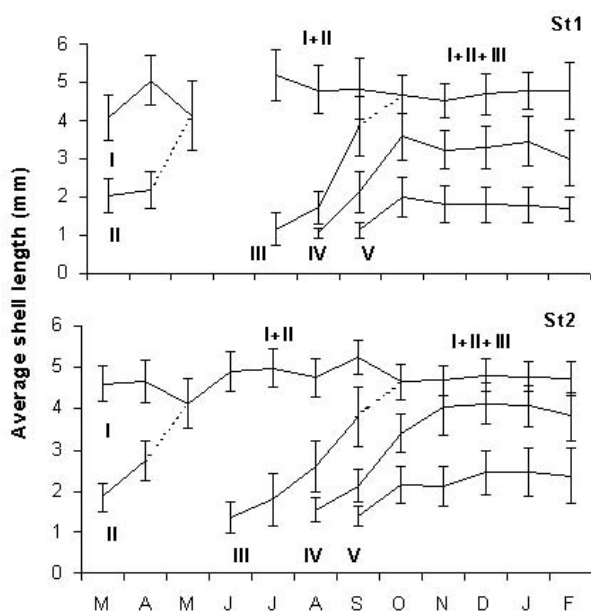 St1
I+II
I+II+III
6
5
4
3
2
1
0
I
II
III
IV
V
Average shell length (mm)
St2
I+II
I+II+III
6
5
4
3
2
1
0
I
II
III
IV
V
M A M J J A S O N D J F